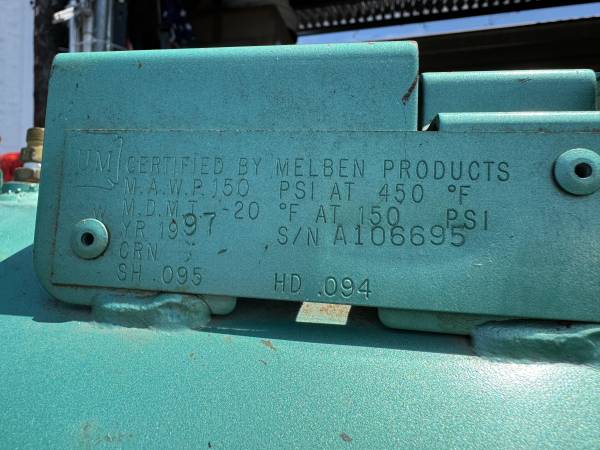 UM
CERTIFIED BY MELBEN PRODUCTS
M.A.W.P. 150 PSI AT 450 °F
M.D.M.T. -20 °F AT 150 PSI
YR 1997 S/N A106695
CRN
SH .095 HD .094